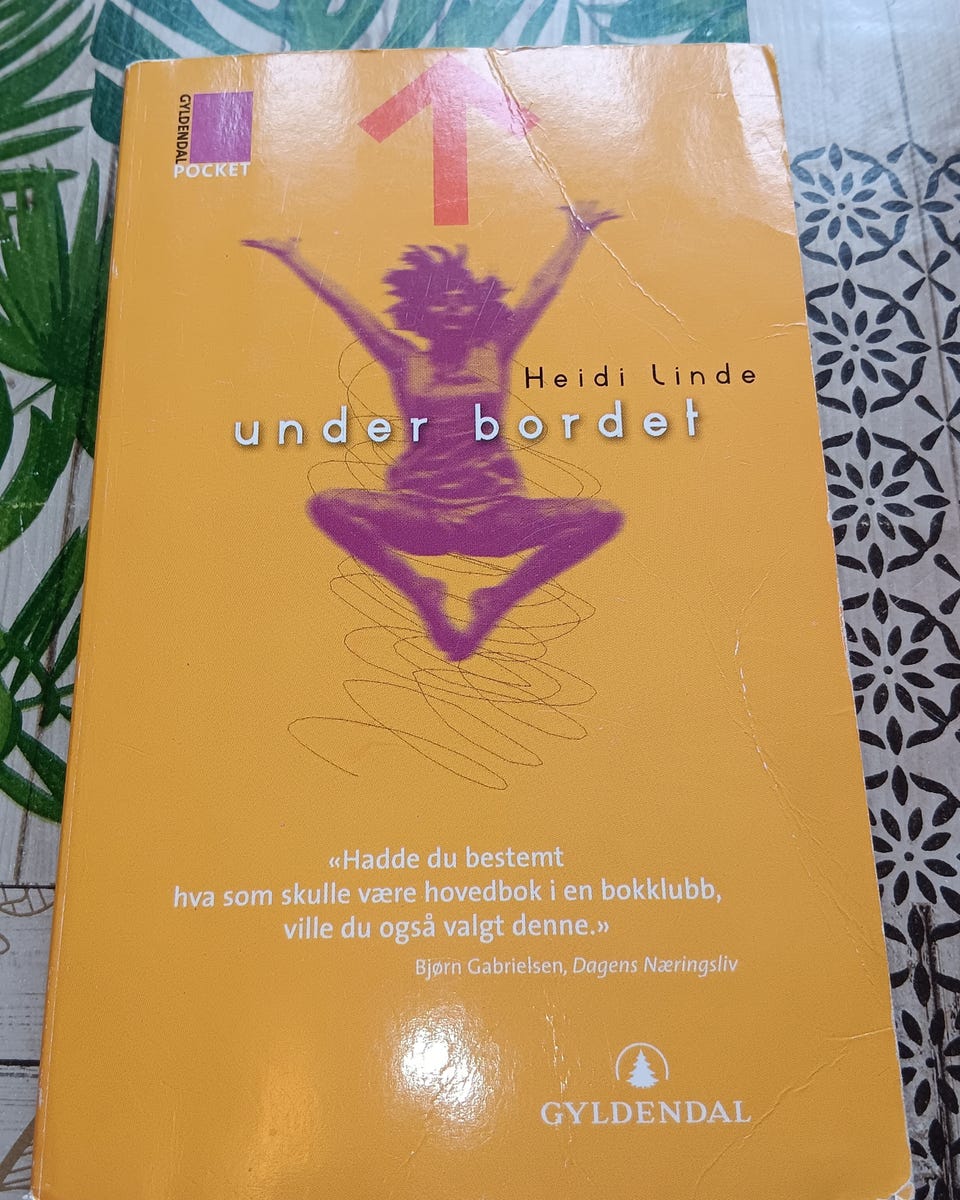 GYLDENDAL
POCKET
Heidi Linde
under bordet
«Hadde du bestemt
hva som skulle være hovedbok i en bokklubb,
ville du også valgt denne.»
Bjørn Gabrielsen, Dagens Næringsliv
GYLDENDAL